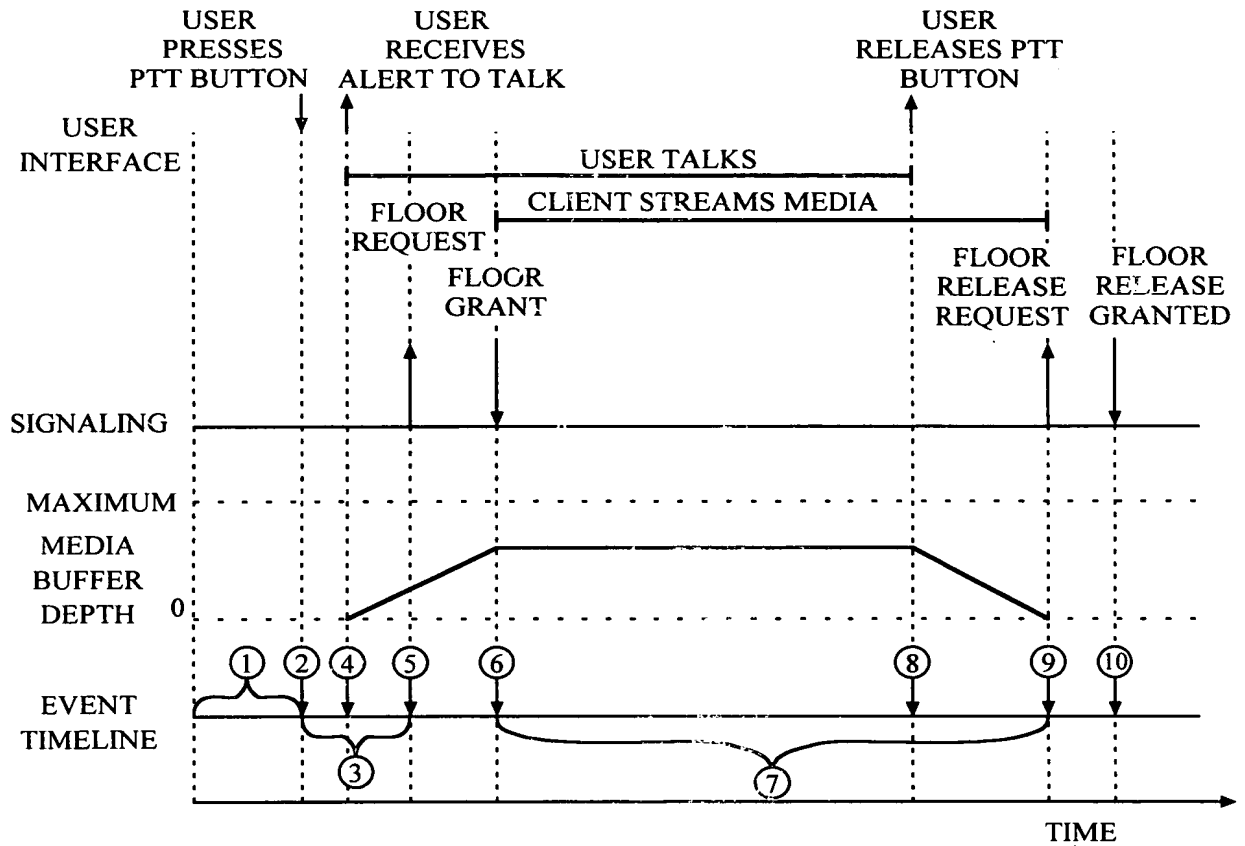 USER
PRESSES
PTT BUTTON
USER
RECEIVES
ALERT TO TALK
USER
RELEASES PTT
BUTTON
USER
INTERFACE
USER TALKS
CLIENT STREAMS MEDIA
FLOOR
REQUEST
FLOOR
GRANT
FLOOR
RELEASE
REQUEST
FLOOR
RELEASE
GRANTED
SIGNALING
MAXIMUM
MEDIA
BUFFER
DEPTH
0
1
2
4
5
6
8
9
10
EVENT
TIMELINE
3
7
TIME